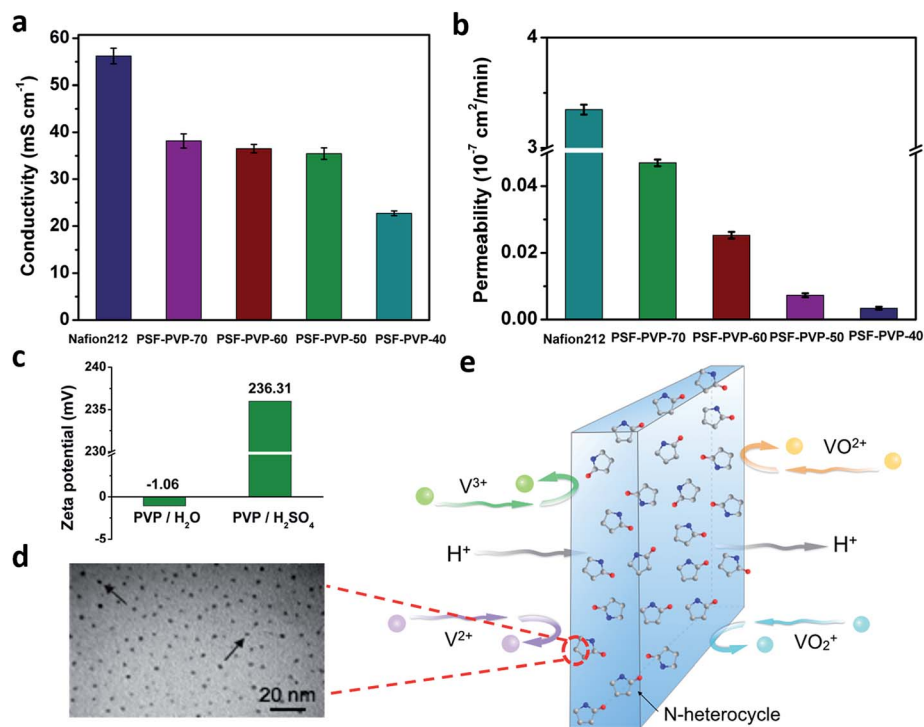 a
Conductivity (mS cm⁻¹)
60
50
40
30
20
10
0
Nafion212 PSF-PVP-70 PSF-PVP-60 PSF-PVP-50 PSF-PVP-40
b
Permeability (10⁻⁷ cm²/min)
4
3
0.04
0.02
0.00
Nafion212 PSF-PVP-70 PSF-PVP-60 PSF-PVP-50 PSF-PVP-40
c
Zeta potential (mV)
240
235
230
0
-5
236.31
-1.06
PVP / H₂O PVP / H₂SO₄
d
20 nm
e
VO²⁺
V³⁺
H⁺ H⁺
V²⁺
VO₂⁺
N-heterocycle